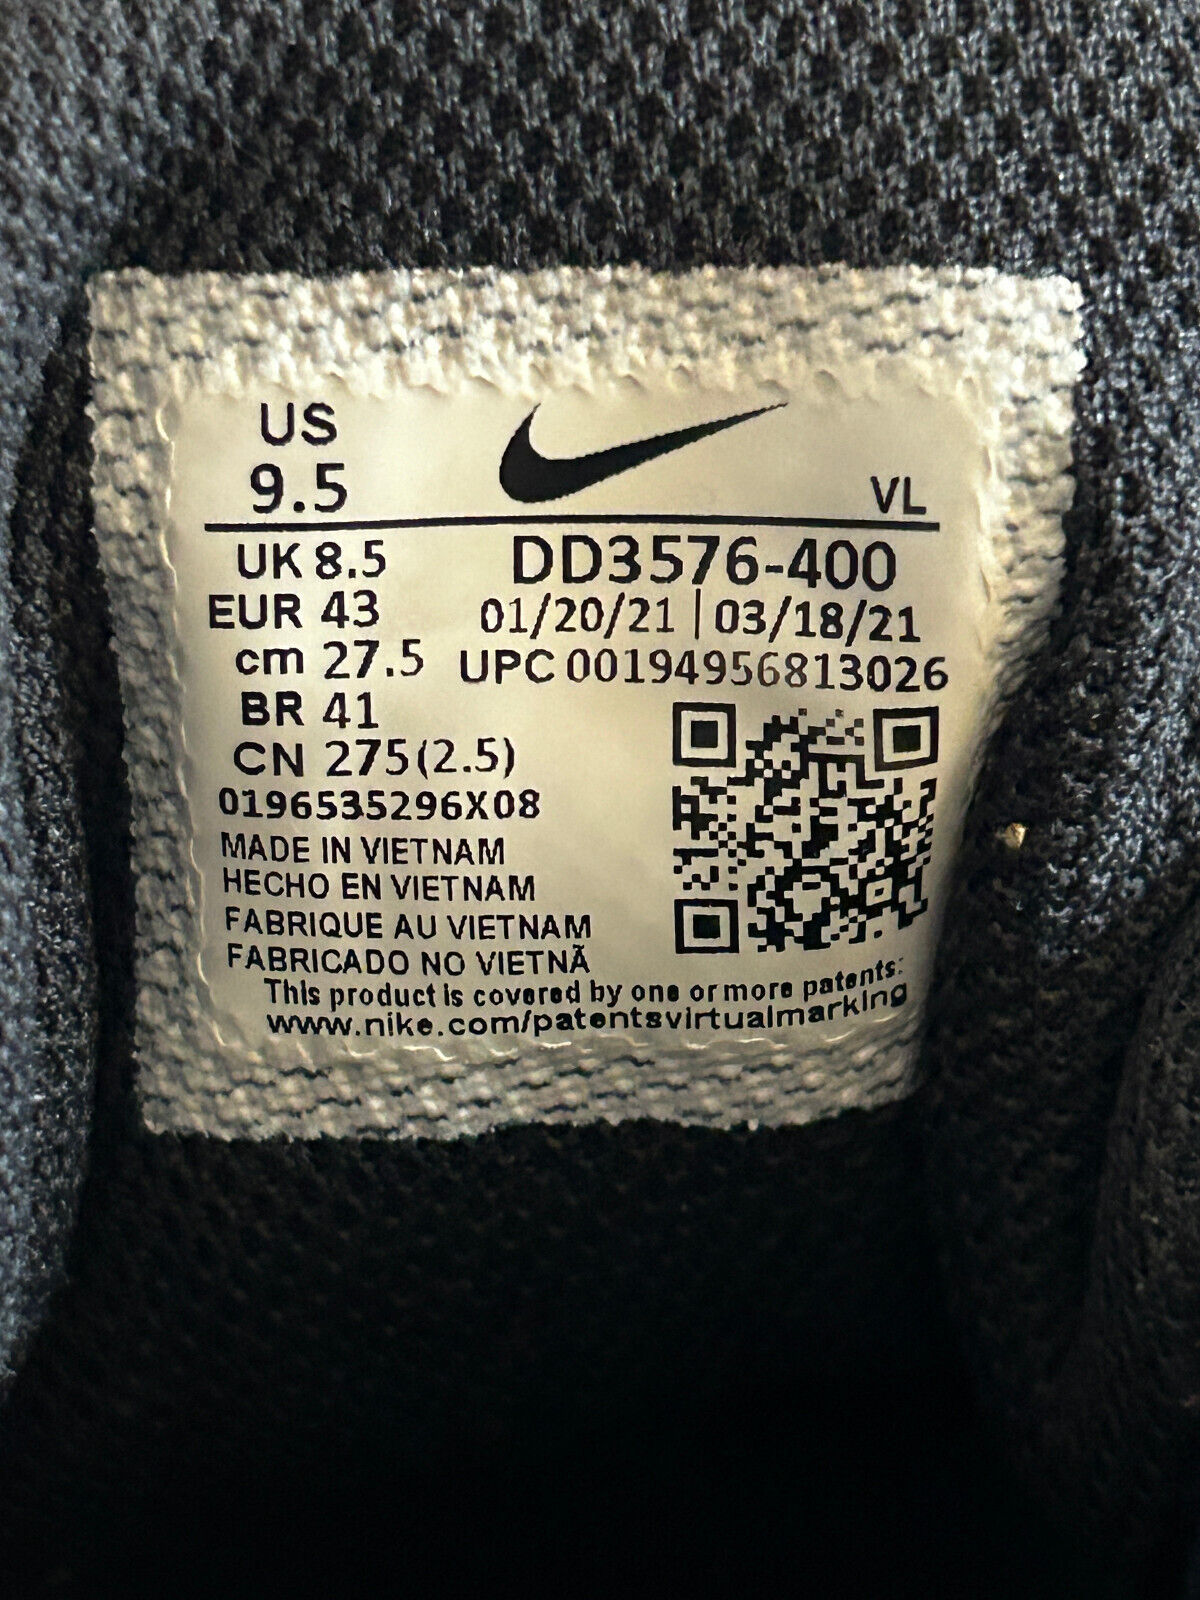 US
9.5
VL
UK 8.5
DD3576-400
EUR 43
01/20/21 | 03/18/21
cm 27.5
UPC 00194956813026
BR 41
CN 275(2.5)
0196535296X08
MADE IN VIETNAM
HECHO EN VIETNAM
FABRIQUE AU VIETNAM
FABRICADO NO VIETNÃ
This product is covered by one or more patents:
www.nike.com/patentsvirtualmarking